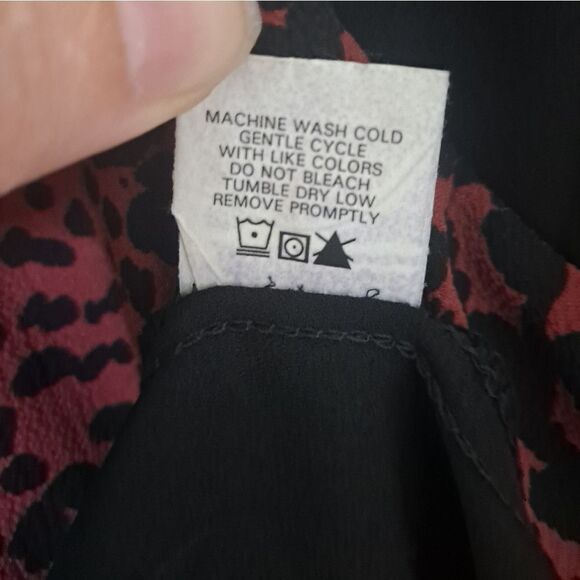 MACHINE WASH COLD
GENTLE CYCLE
WITH LIKE COLORS
DO NOT BLEACH
TUMBLE DRY LOW
REMOVE PROMPTLY